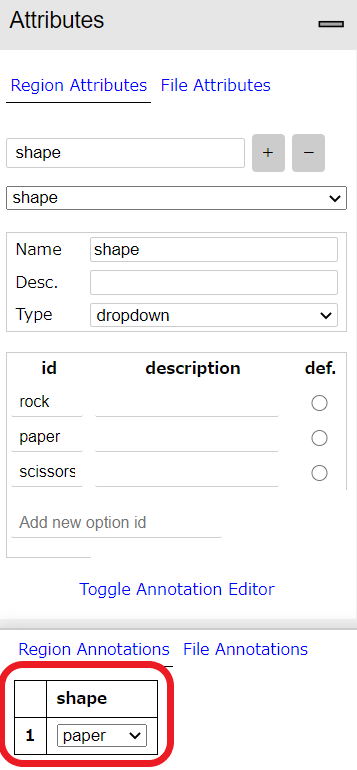 Attributes
Region Attributes File Attributes
shape + −
shape
Name shape
Desc.
Type dropdown
id description def.
rock
paper
scissors
Add new option id
Toggle Annotation Editor
Region Annotations File Annotations
shape
1 paper